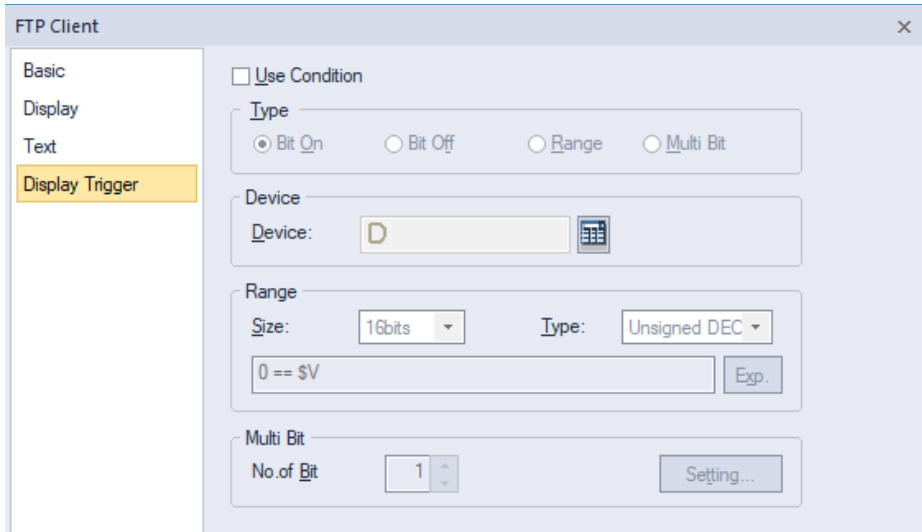 FTP Client
Basic
Display
Text
Display Trigger
Use Condition
Type
Bit On Bit Off Range Multi Bit
Device
Device: D
Range
Size: 16bits Type: Unsigned DEC
0 == $V Exp.
Multi Bit
No.of Bit 1 Setting...